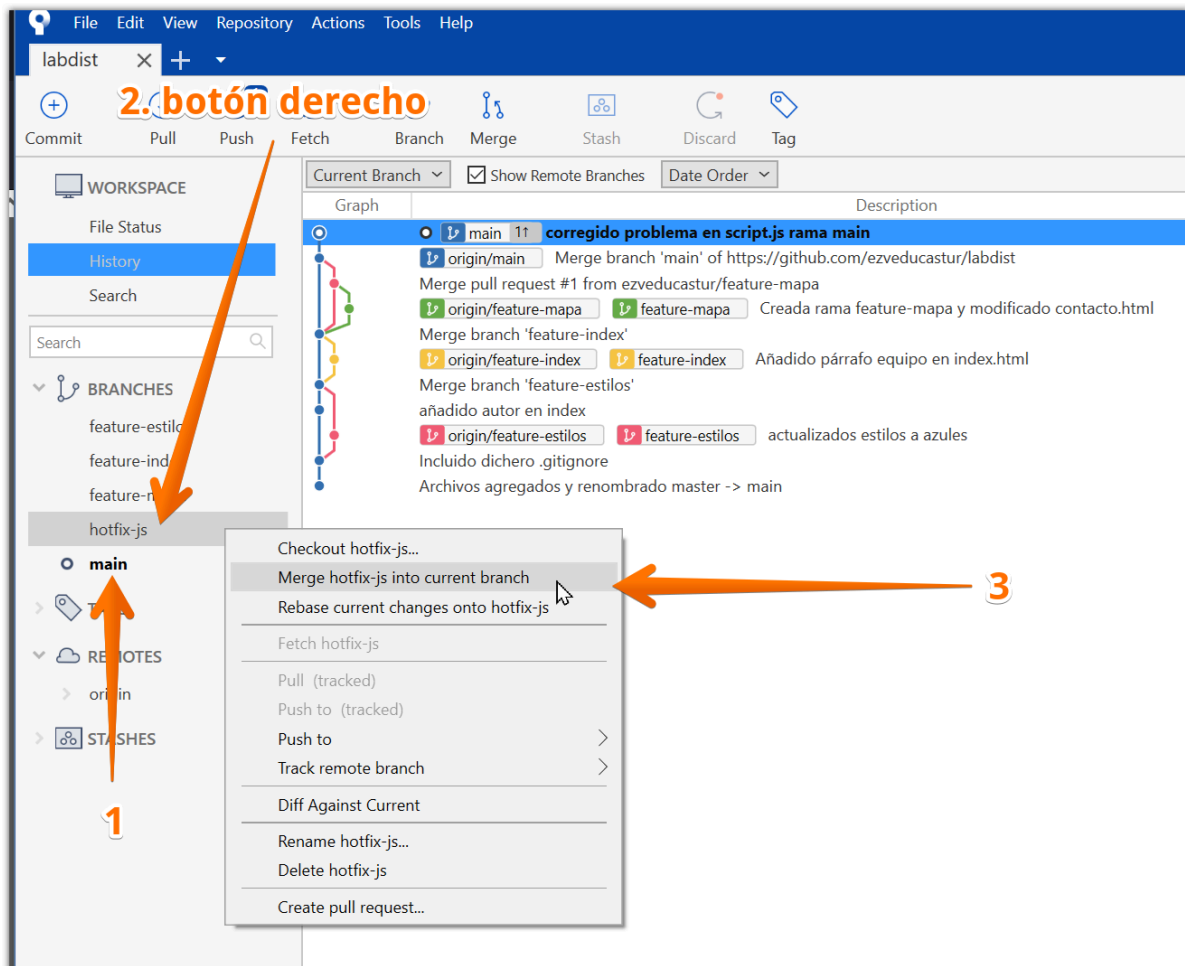 File Edit View Repository Actions Tools Help
labdist
2. botón derecho
Commit Pull Push Fetch Branch Merge Stash Discard Tag
WORKSPACE
File Status
History
Search
Search
BRANCHES
feature-estilo
feature-ind
feature-m
hotfix-js
main
REMOTES
origin
STASHES
1
Current Branch Show Remote Branches Date Order
Graph Description
main 1↑ corregido problema en script.js rama main
origin/main Merge branch 'main' of https://github.com/ezveducastur/labdist
Merge pull request #1 from ezveducastur/feature-mapa
origin/feature-mapa feature-mapa Creada rama feature-mapa y modificado contacto.html
Merge branch 'feature-index'
origin/feature-index feature-index Añadido párrafo equipo en index.html
Merge branch 'feature-estilos'
añadido autor en index
origin/feature-estilos feature-estilos actualizados estilos a azules
Incluido dichero .gitignore
Archivos agregados y renombrado master -> main
Checkout hotfix-js...
Merge hotfix-js into current branch
Rebase current changes onto hotfix-js
Fetch hotfix-js
Pull (tracked)
Push to (tracked)
Push to
Track remote branch
Diff Against Current
Rename hotfix-js...
Delete hotfix-js
Create pull request...
3